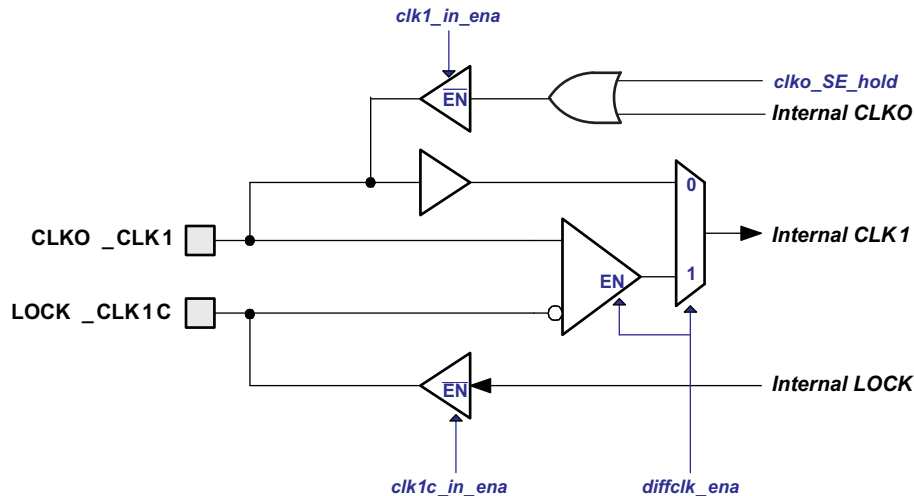 clk1_in_ena
EN
clko_SE_hold
Internal CLKO
0
CLKO _CLK1
Internal CLK1
1
EN
LOCK _CLK1C
EN
Internal LOCK
clk1c_in_ena
diffclk_ena